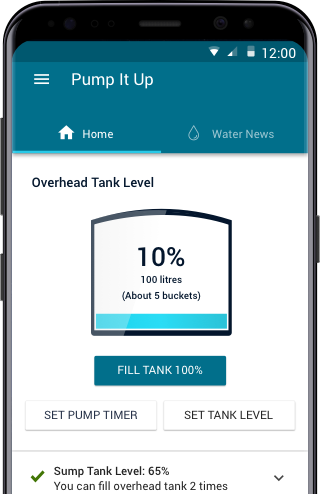 12:00
Pump It Up
Home
Water News
Overhead Tank Level
10%
100 litres
(About 5 buckets)
FILL TANK 100%
SET PUMP TIMER
SET TANK LEVEL
Sump Tank Level: 65%
You can fill overhead tank 2 times